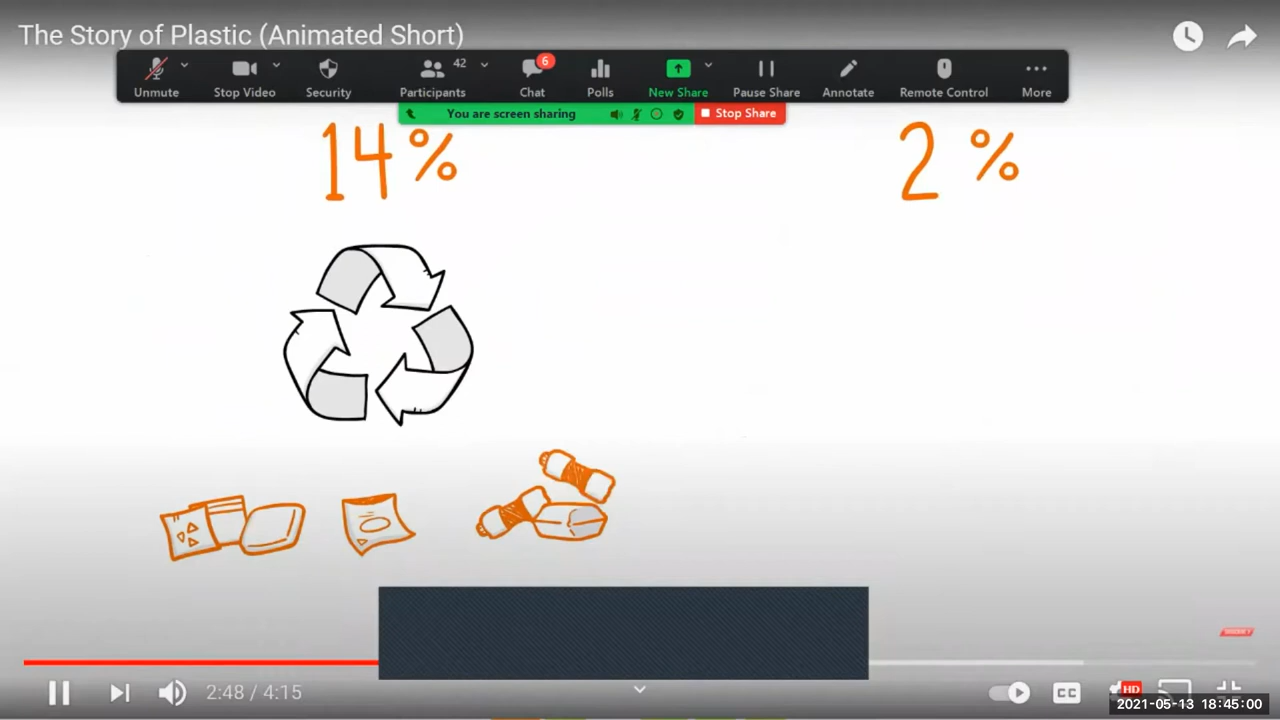 The Story of Plastic (Animated Short)
6
42
Unmute
Stop Video
Security
Participants
Chat
Polls
New Share
Pause Share
Annotate
Remote Control
More
You are screen sharing
Stop Share
14%
2 %
2:48 / 4:15
CC
HD
2021-05-13 18:45:00